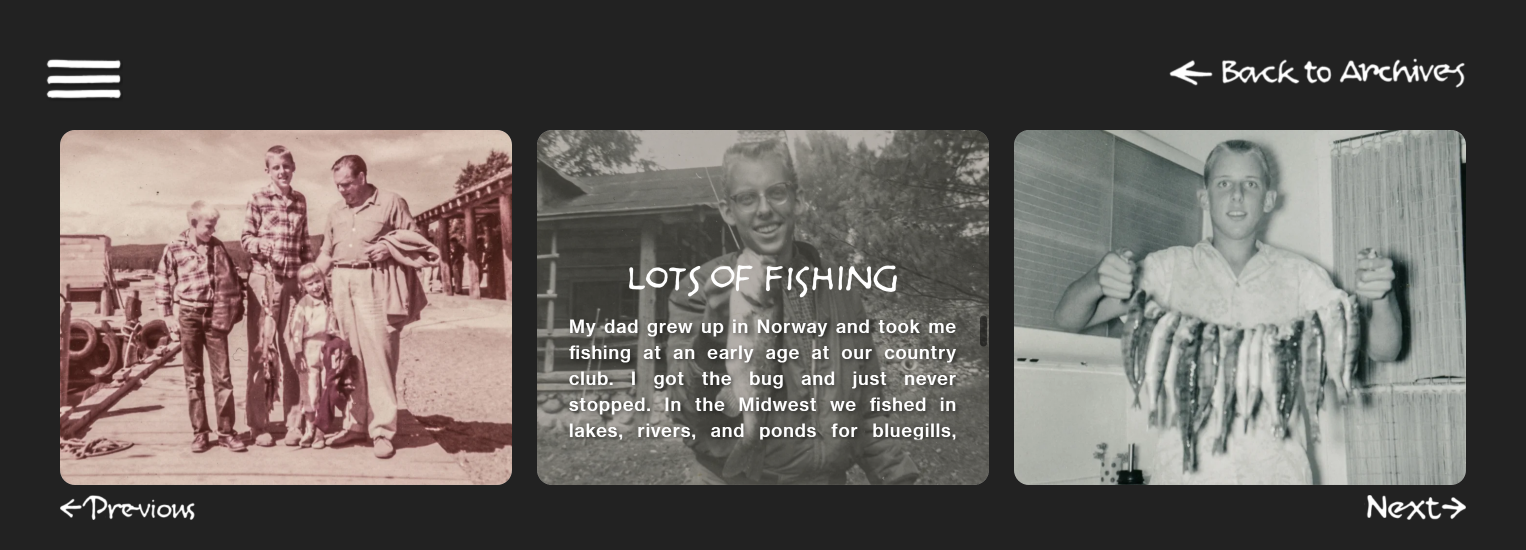 ← Back to Archives
LOTS OF FISHING
My dad grew up in Norway and took me
fishing at an early age at our country
club. I got the bug and just never
stopped. In the Midwest we fished in
lakes, rivers, and ponds for bluegills,
← Previous
Next →